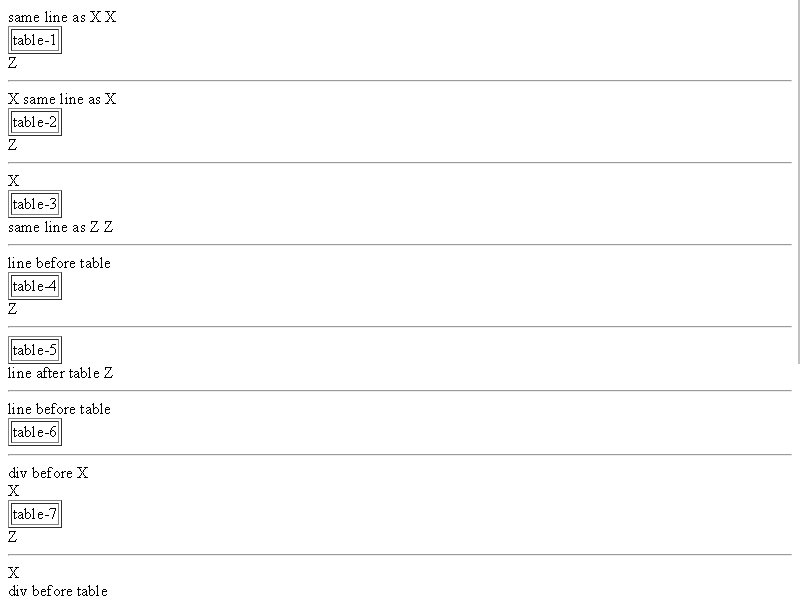 same line as X X
table-1
Z
X same line as X
table-2
Z
X
table-3
same line as Z Z
line before table
table-4
Z
table-5
line after table Z
line before table
table-6
div before X
X
table-7
Z
X
div before table